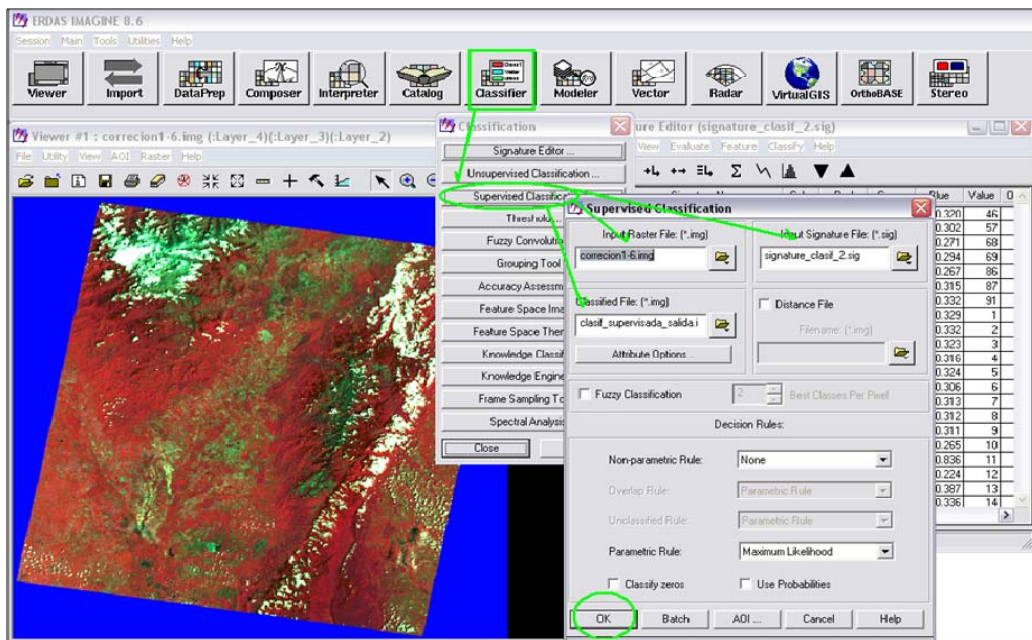 ERDAS IMAGINE 8.6
Session Main Tools Utilities Help
Viewer Import DataPrep Composer Interpreter Catalog Classifier Modeler Vector Radar VirtualGIS OrthoBASE Stereo
Viewer #1 : correcion1-6.img (:Layer_4)(:Layer_3)(:Layer_2)
File Utility View AOI Raster Help
Classification
Signature Editor ...
Unsupervised Classification ...
Supervised Classificat
Threshold ...
Fuzzy Convolutio
Grouping Tool
Accuracy Assessm
Feature Space Ima
Feature Space Them
Knowledge Classif
Knowledge Engine
Frame Sampling To
Spectral Analysis
Close
ure Editor (signature_clasif_2.sig)
View Evaluate Feature Classify Help
Blue Value
0.320 46
0.302 57
0.271 68
0.294 69
0.267 86
0.315 87
0.332 91
0.329 1
0.332 2
0.323 3
0.316 4
0.324 5
0.306 6
0.313 7
0.312 8
0.311 9
0.265 10
0.836 11
0.224 12
0.387 13
0.336 14
Supervised Classification
Input Raster File: (*.img)
correcion1-6.img
Input Signature File: (*.sig)
signature_clasif_2.sig
Classified File: (*.img)
clasif_supervisada_salida.i
Attribute Options...
Distance File
Filename: (*.img)
Fuzzy Classification 2 Best Classes Per Pixel
Decision Rules:
Non-parametric Rule: None
Overlap Rule: Parametric Rule
Unclassified Rule: Parametric Rule
Parametric Rule: Maximum Likelihood
Classify zeros Use Probabilities
OK Batch AOI ... Cancel Help